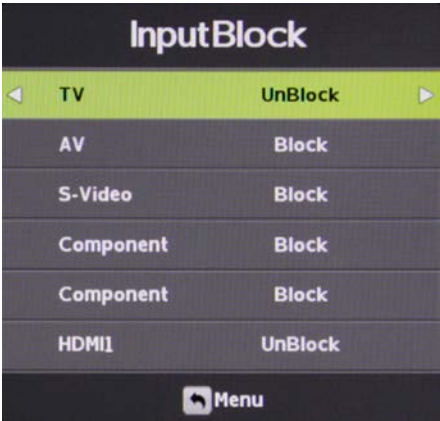 InputBlock
TV UnBlock
AV Block
S-Video Block
Component Block
Component Block
HDMI1 UnBlock
Menu